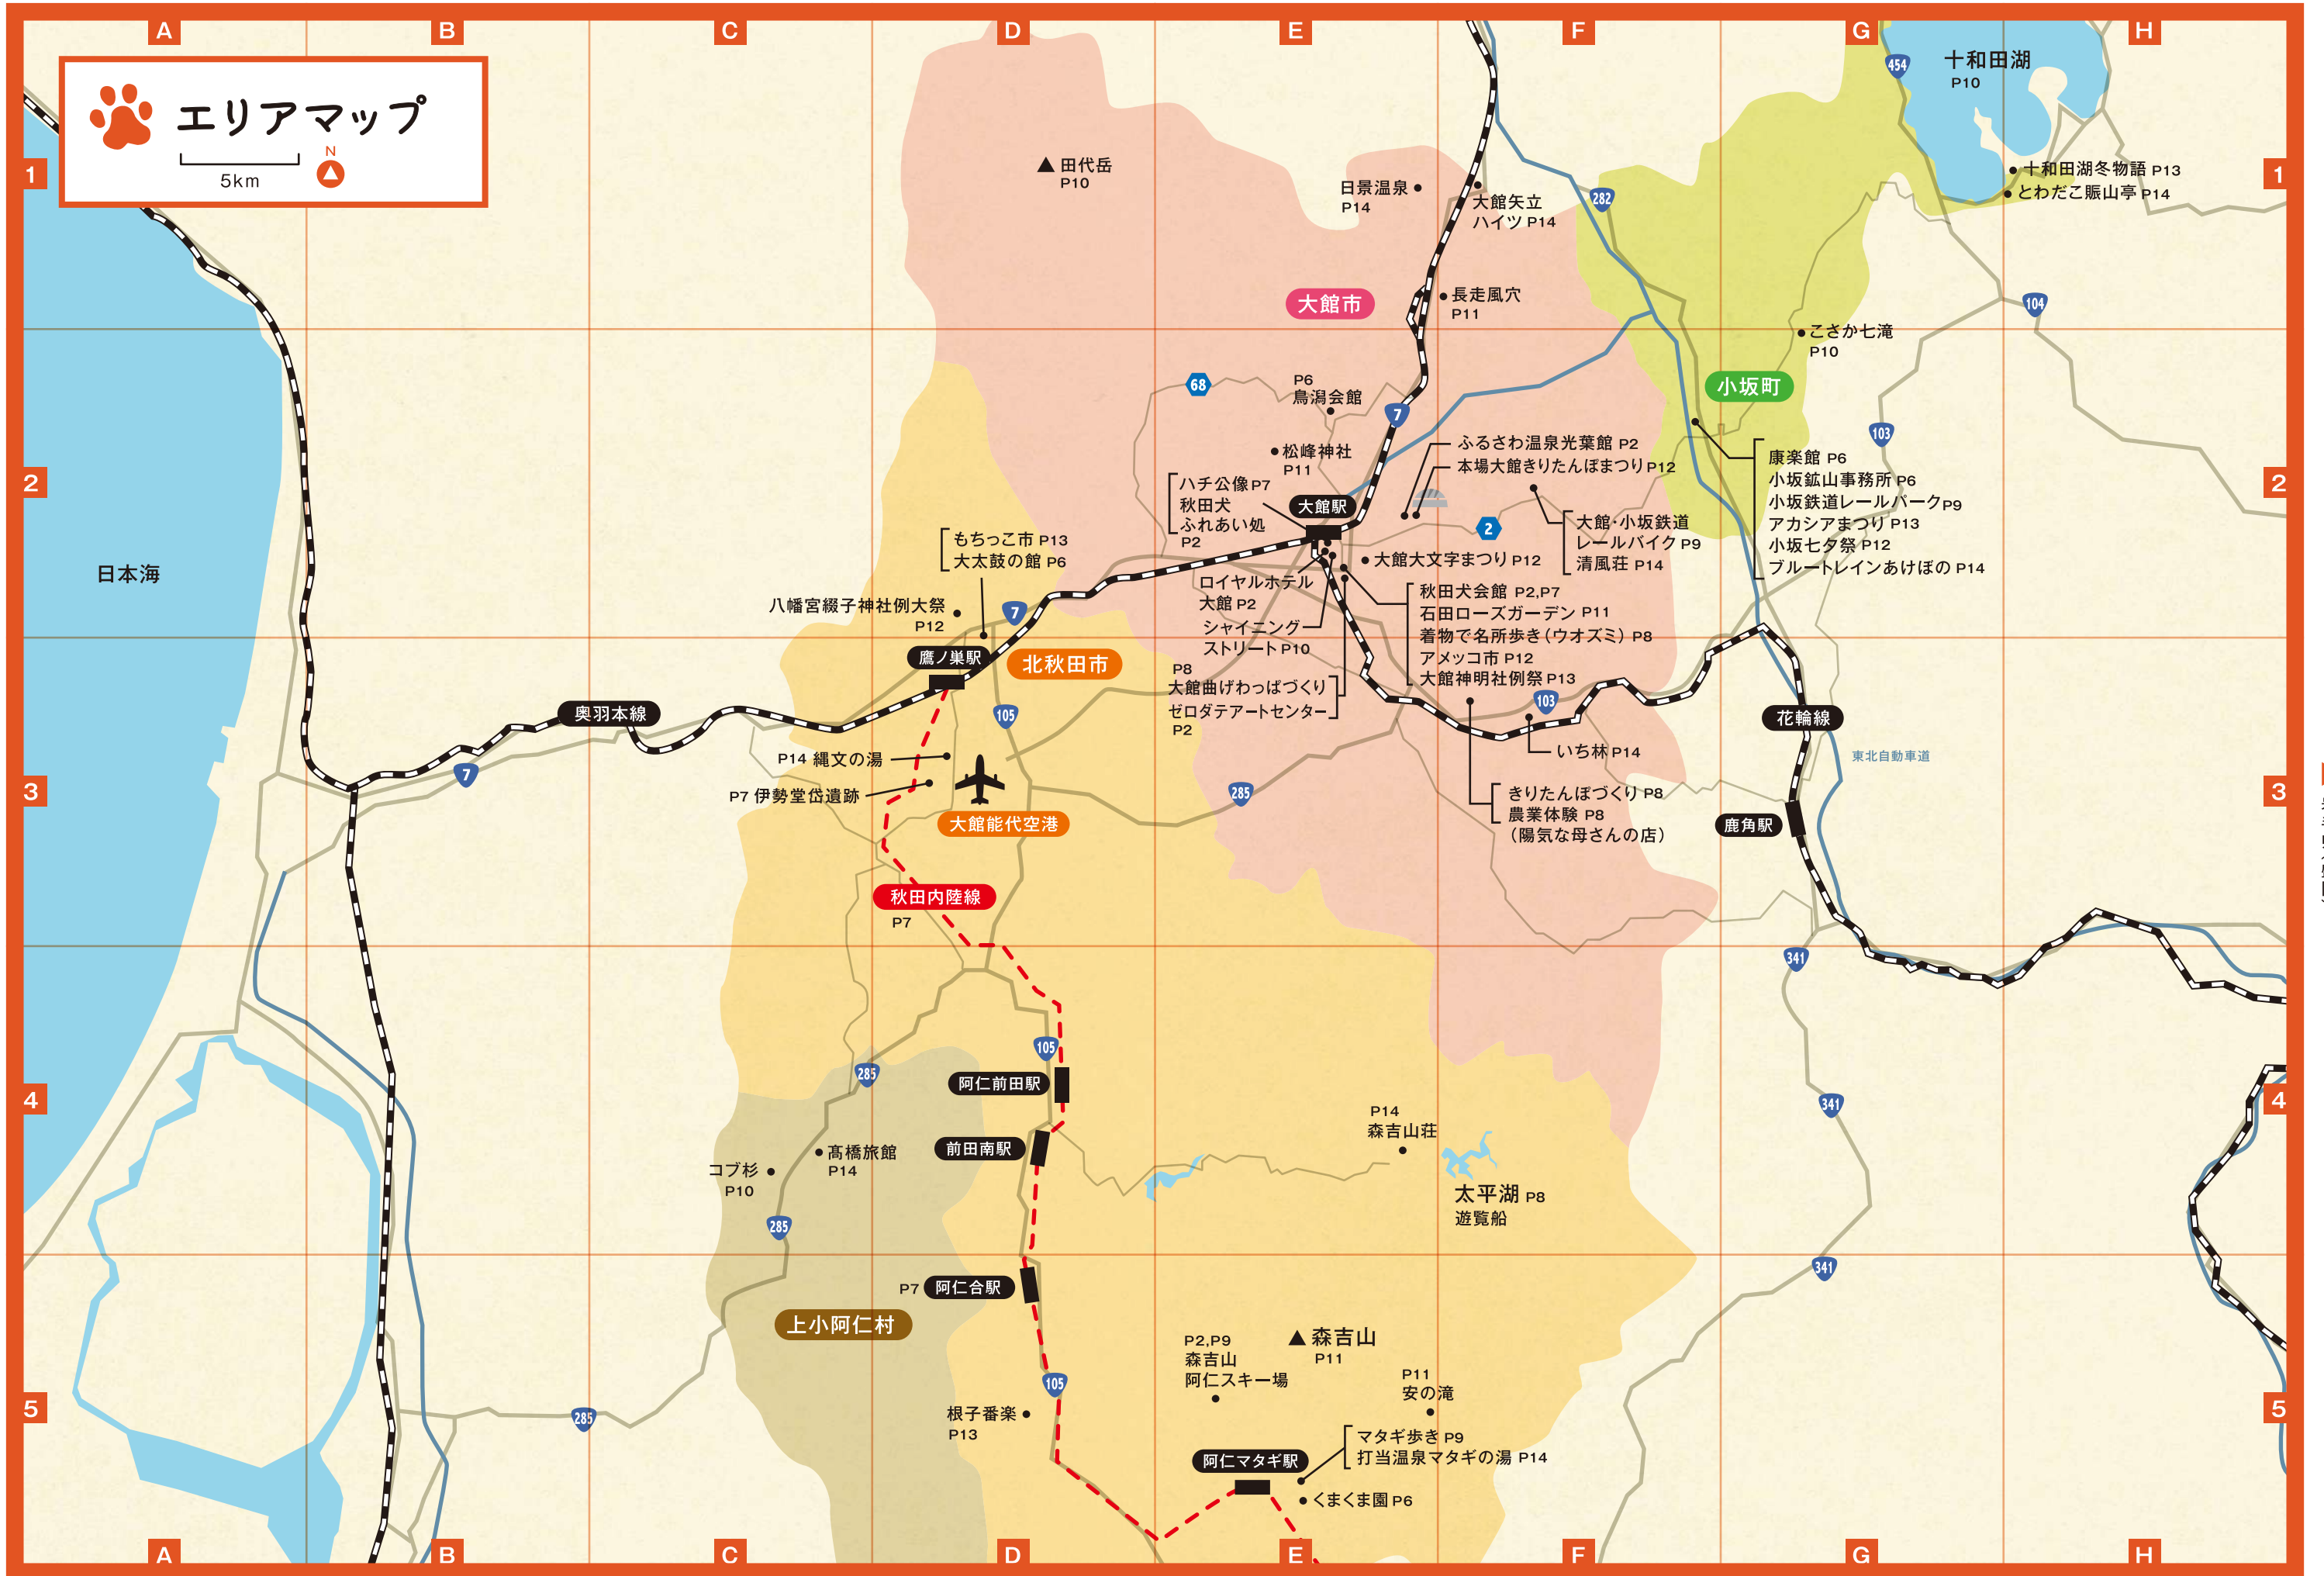 A
B
C
D
E
F
G
H
エリアマップ
5km
N
1
1
454
十和田湖
P10
十和田湖冬物語 P13
とわだこ賑山亭 P14
田代岳
P10
日景温泉
P14
大館矢立
ハイツ P14
282
大館市
長走風穴
P11
104
こさか七滝
P10
小坂町
103
68
P6
鳥潟会館
7
松峰神社
P11
ふるさわ温泉光葉館 P2
本場大館きりたんぽまつり P12
2
2
ハチ公像 P7
秋田犬
ふれあい処
P2
大館駅
2
大館・小坂鉄道
レールバイク P9
清風荘 P14
康楽館 P6
小坂鉱山事務所 P6
小坂鉄道レールパーク P9
アカシアまつり P13
小坂七夕祭 P12
ブルートレインあけぼの P14
もちっこ市 P13
大太鼓の館 P6
大館大文字まつり P12
日本海
ロイヤルホテル
大館 P2
シャイニング
ストリート P10
秋田犬会館 P2,P7
石田ローズガーデン P11
着物で名所歩き(ウオズミ) P8
アメッコ市 P12
大館神明社例祭 P13
八幡宮綴子神社例大祭
P12
7
鷹ノ巣駅
北秋田市
P8
大館曲げわっぱづくり
ゼロダテアートセンター
P2
103
奥羽本線
105
花輪線
いち林 P14
東北自動車道
P14 縄文の湯
7
P7 伊勢堂岱遺跡
大館能代空港
3
3
285
きりたんぽづくり P8
農業体験 P8
(陽気な母さんの店)
鹿角駅
秋田内陸線
P7
341
105
285
阿仁前田駅
4
4
341
P14
森吉山荘
前田南駅
髙橋旅館
P14
コブ杉
P10
太平湖 P8
遊覧船
285
341
P7 阿仁合駅
上小阿仁村
P2,P9
森吉山
阿仁スキー場
森吉山
P11
P11
安の滝
105
5
5
285
根子番楽
P13
マタギ歩き P9
打当温泉マタギの湯 P14
阿仁マタギ駅
くまくま園 P6
A
B
C
D
E
F
G
H